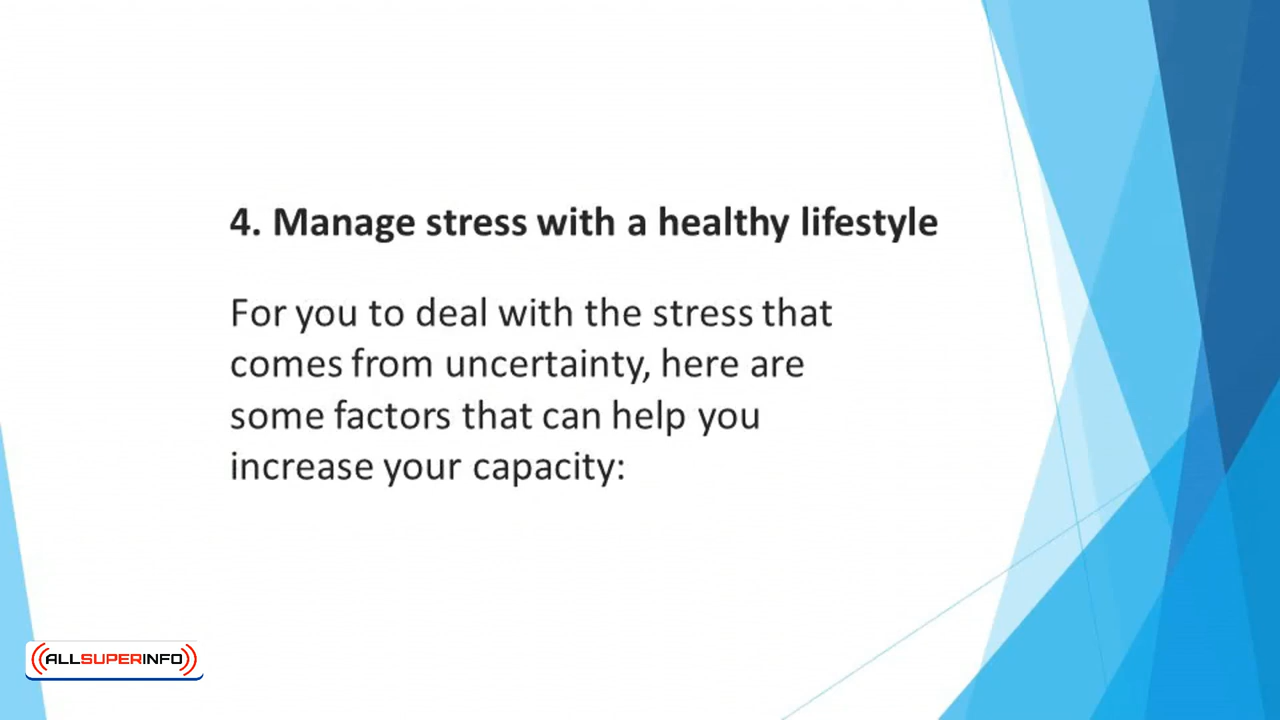 4. Manage stress with a healthy lifestyle
For you to deal with the stress that
comes from uncertainty, here are
some factors that can help you
increase your capacity:
ALLSUPERINFO